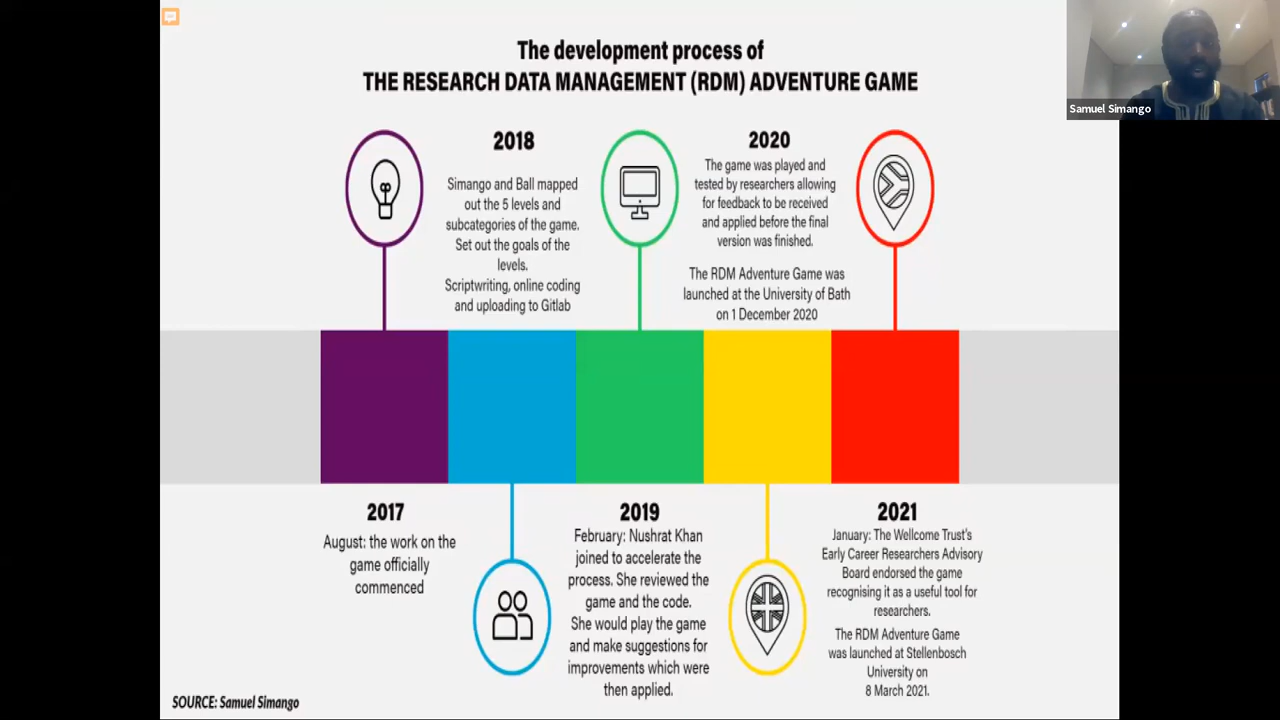 The development process of
THE RESEARCH DATA MANAGEMENT (RDM) ADVENTURE GAME
Samuel Simango
2018
Simango and Ball mapped
out the 5 levels and
subcategories of the game.
Set out the goals of the
levels.
Scriptwriting, online coding
and uploading to Gitlab
2020
The game was played and
tested by researchers allowing
for feedback to be received
and applied before the final
version was finished.
The RDM Adventure Game was
launched at the University of Bath
on 1 December 2020
2017
August: the work on the
game officially
commenced
2019
February: Nushrat Khan
joined to accelerate the
process. She reviewed the
game and the code.
She would play the game
and make suggestions for
improvements which were
then applied.
2021
January: The Wellcome Trust's
Early Career Researchers Advisory
Board endorsed the game
recognising it as a useful tool for
researchers.
The RDM Adventure Game
was launched at Stellenbosch
University on
8 March 2021.
SOURCE: Samuel Simango